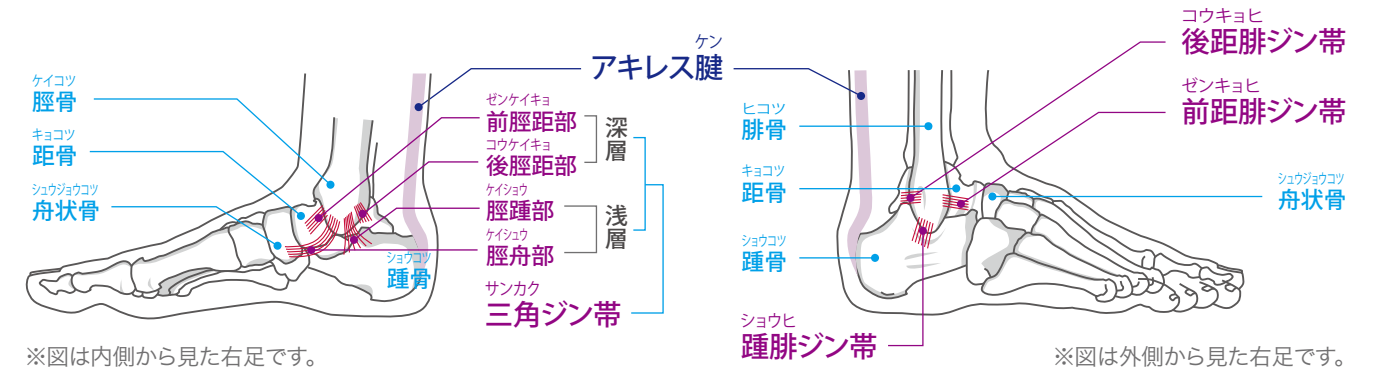 ケン
アキレス腱
ケイコツ
脛骨
キョコツ
距骨
シュウジョウコツ
舟状骨
ショウコツ
踵骨
ゼンケイキョ
前脛距部
コウケイキョ
後脛距部
深層
ケイショウ
脛踵部
ケイシュウ
脛舟部
浅層
サンカク
三角ジン帯
※図は内側から見た右足です。
コウキョヒ
後距腓ジン帯
ゼンキョヒ
前距腓ジン帯
ヒコツ
腓骨
キョコツ
距骨
ショウコツ
踵骨
シュウジョウコツ
舟状骨
ショウヒ
踵腓ジン帯
※図は外側から見た右足です。